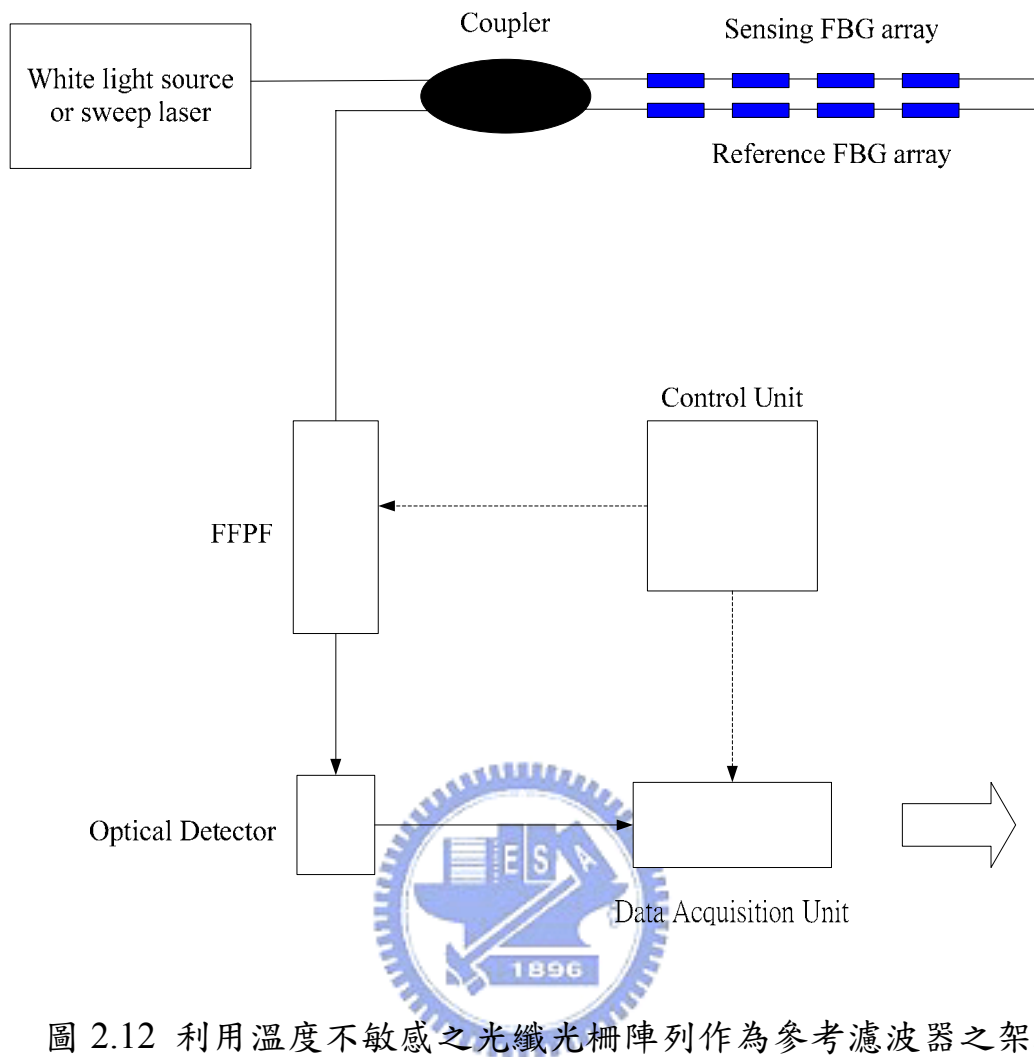 Coupler
Sensing FBG array
White light source
or sweep laser
Reference FBG array
Control Unit
FFPF
Optical Detector
E S A
Data Acquisition Unit
1896
圖 2.12 利用溫度不敏感之光纖光柵陣列作為參考濾波器之架